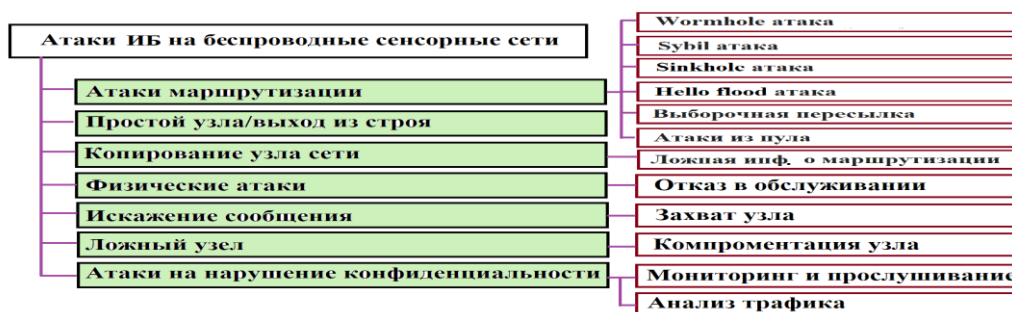 Атаки ИБ на беспроводные сенсорные сети
Атаки маршрутизации
Простой узла/выход из строя
Копирование узла сети
Физические атаки
Искажение сообщения
Ложный узел
Атаки на нарушение конфиденциальности
Wormhole атака
Sybil атака
Sinkhole атака
Hello flood атака
Выборочная пересылка
Атаки из пула
Ложная инф. о маршрутизации
Отказ в обслуживании
Захват узла
Компроментация узла
Мониторинг и прослушивание
Анализ трафика